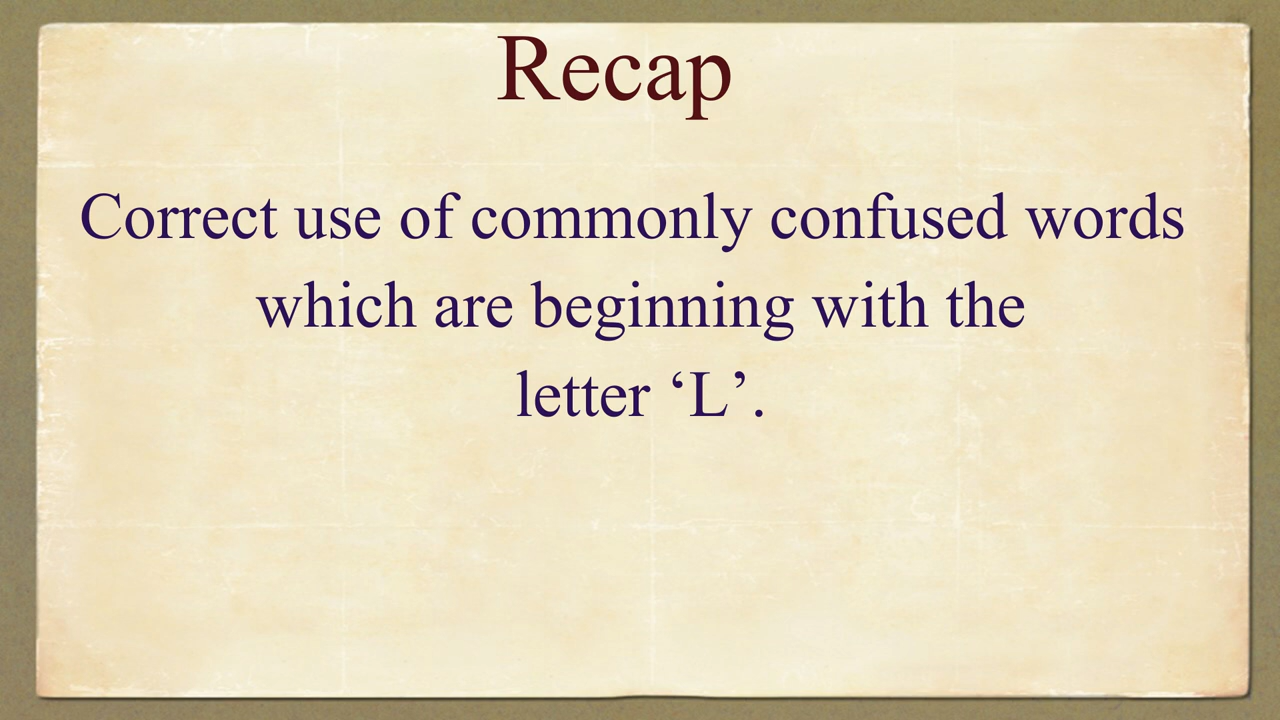 Recap
Correct use of commonly confused words
which are beginning with the
letter ‘L’.